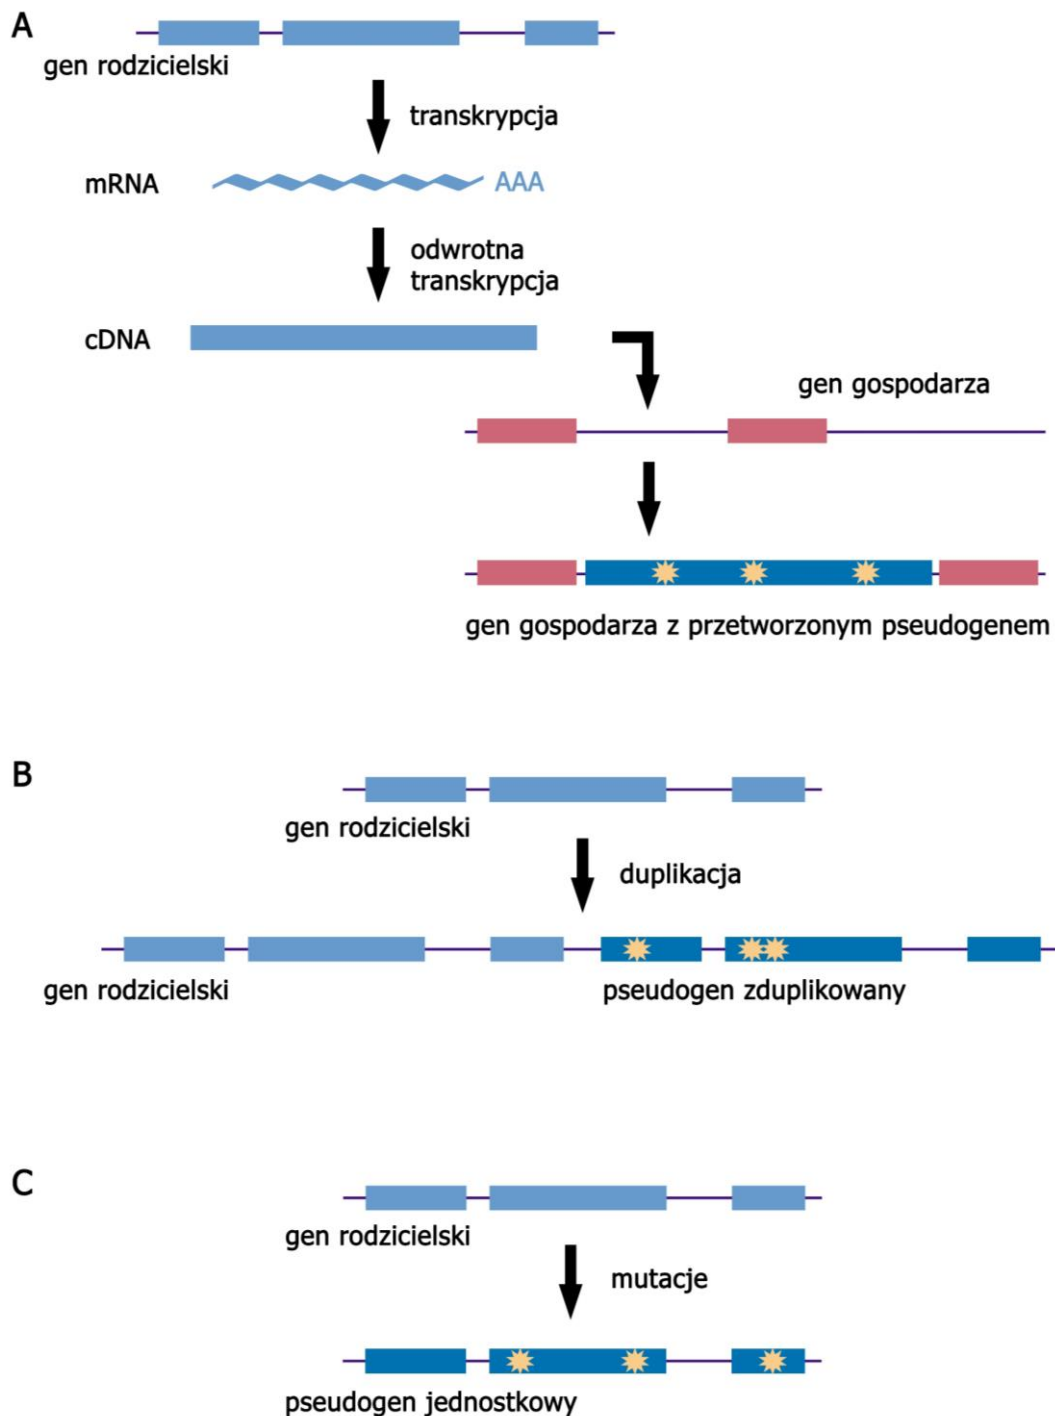 A
gen rodzicielski
transkrypcja
mRNA
AAA
odwrotna
transkrypcja
cDNA
gen gospodarza
gen gospodarza z przetworzonym pseudogenem
B
gen rodzicielski
duplikacja
gen rodzicielski
pseudogen zduplikowany
C
gen rodzicielski
mutacje
pseudogen jednostkowy